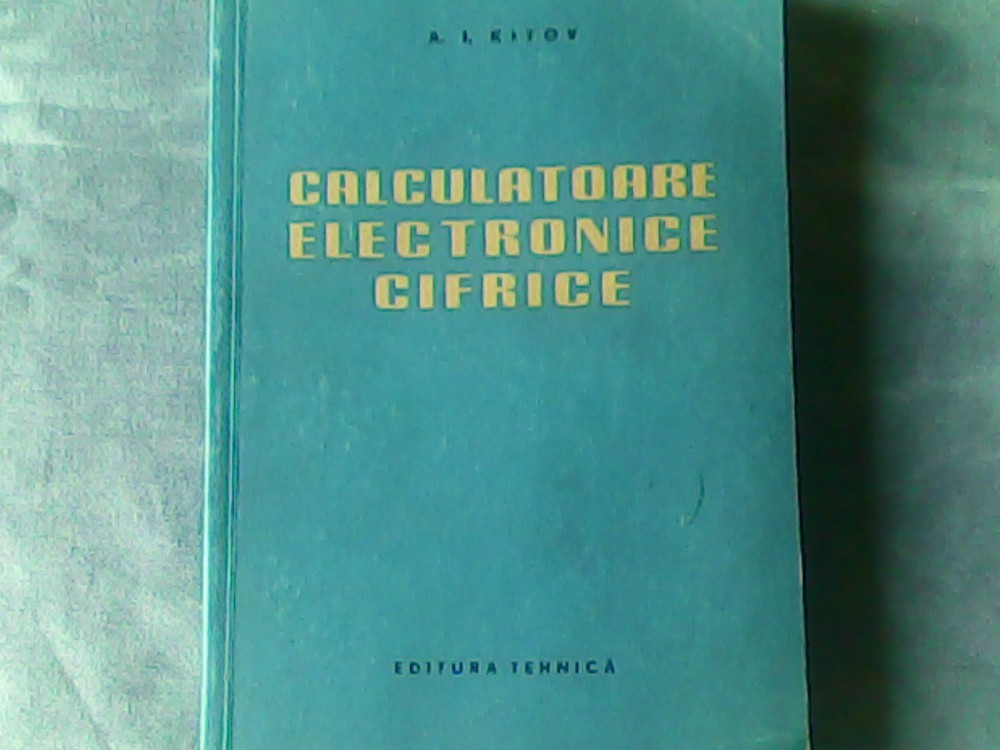 A. I. KITOV
CALCULATOARE
ELECTRONICE
CIFRICE
EDITURA TEHNICĂ